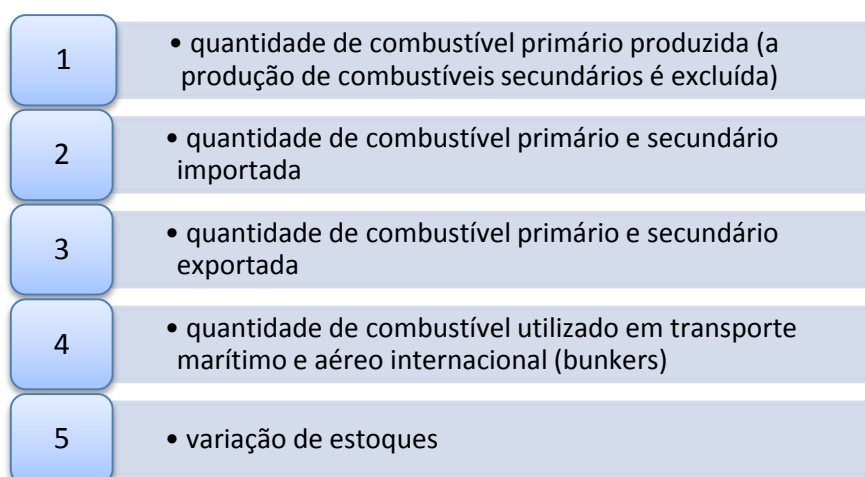 1
• quantidade de combustível primário produzida (a
produção de combustíveis secundários é excluída)
2
• quantidade de combustível primário e secundário
importada
3
• quantidade de combustível primário e secundário
exportada
4
• quantidade de combustível utilizado em transporte
marítimo e aéreo internacional (bunkers)
5
• variação de estoques